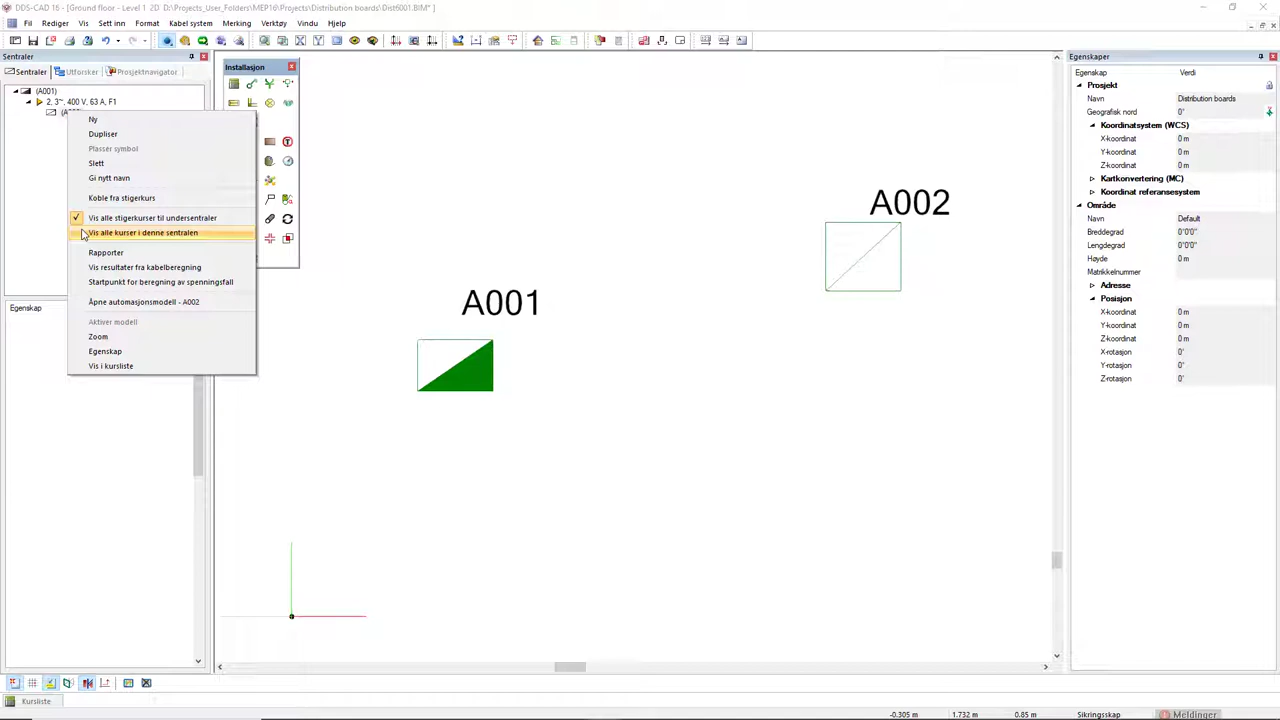 DDS-CAD 16 - [Ground floor - Level 1 2D D:\Projects_User_Folders\MEP16\Projects\Distribution boards\Dist6001.BIM* ]
Fil Rediger Vis Sett inn Format Kabel system Merking Verktøy Vindu Hjelp
Sentraler
Sentraler Utforsker Prosjektnavigator
(A001)
2, 3~, 400 V, 63 A, F1
Ny
Dupliser
Plasser symbol
Slett
Gi nytt navn
Koble fra stigerkurs
Vis alle stigerkurser til undersentraler
Vis alle kurser i denne sentralen
Rapporter
Vis resultater fra kabelberegning
Startpunkt for beregning av spenningsfall
Åpne automasjonsmodell - A002
Aktiver modell
Zoom
Egenskap
Vis i kursliste
Egenskap
Installasjon
A001
A002
Egenskaper
Egenskap Verdi
Prosjekt
Navn Distribution boards
Geografisk nord 0°
Koordinatsystem (WCS)
X-koordinat 0 m
Y-koordinat 0 m
Z-koordinat 0 m
Kartkonvertering (MC)
Koordinat referansesystem
Område
Navn Default
Breddegrad 0°0'0"
Lengdegrad 0°0'0"
Høyde 0 m
Matrikkelnummer
Adresse
Posisjon
X-koordinat 0 m
Y-koordinat 0 m
Z-koordinat 0 m
X-rotasjon 0°
Y-rotasjon 0°
Z-rotasjon 0°
Kursliste
-0.305 m 1.732 m 0.85 m Sikringsskap Meldinger